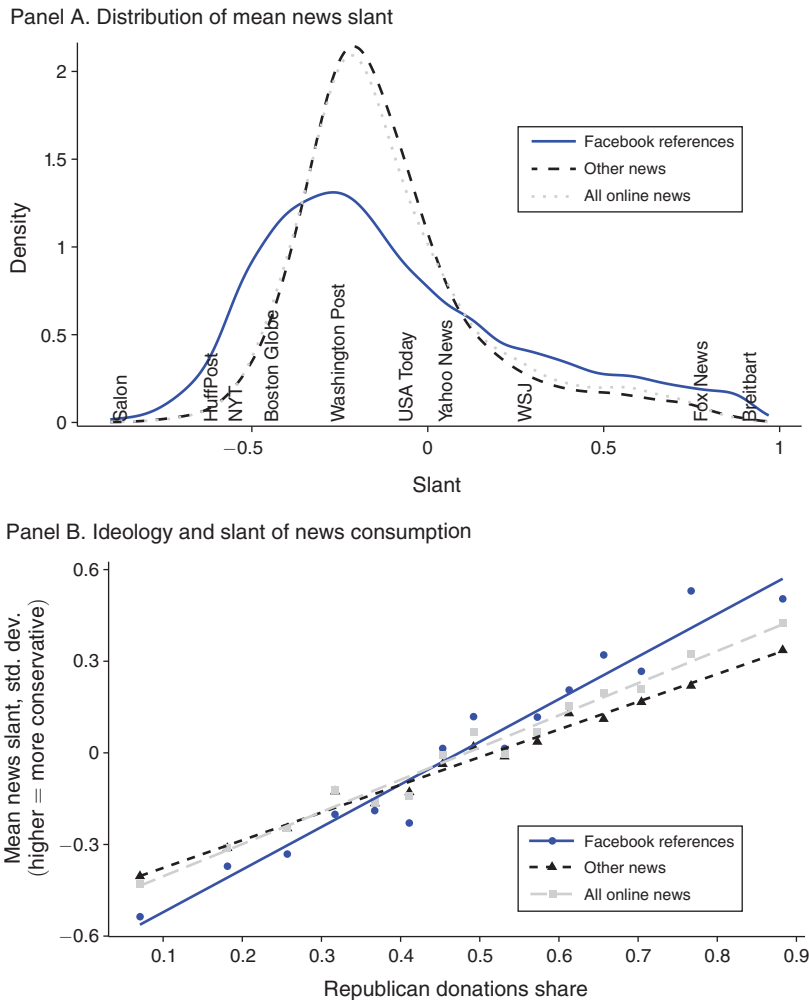 Panel A. Distribution of mean news slant
2
1.5
1
0.5
0
Density
Facebook references
Other news
All online news
Salon
HuffPost
NYT
Boston Globe
Washington Post
USA Today
Yahoo News
WSJ
Fox News
Breitbart
−0.5
0
0.5
1
Slant
Panel B. Ideology and slant of news consumption
0.6
0.3
0
−0.3
−0.6
Mean news slant, std. dev.
(higher = more conservative)
Facebook references
Other news
All online news
0.1
0.2
0.3
0.4
0.5
0.6
0.7
0.8
0.9
Republican donations share